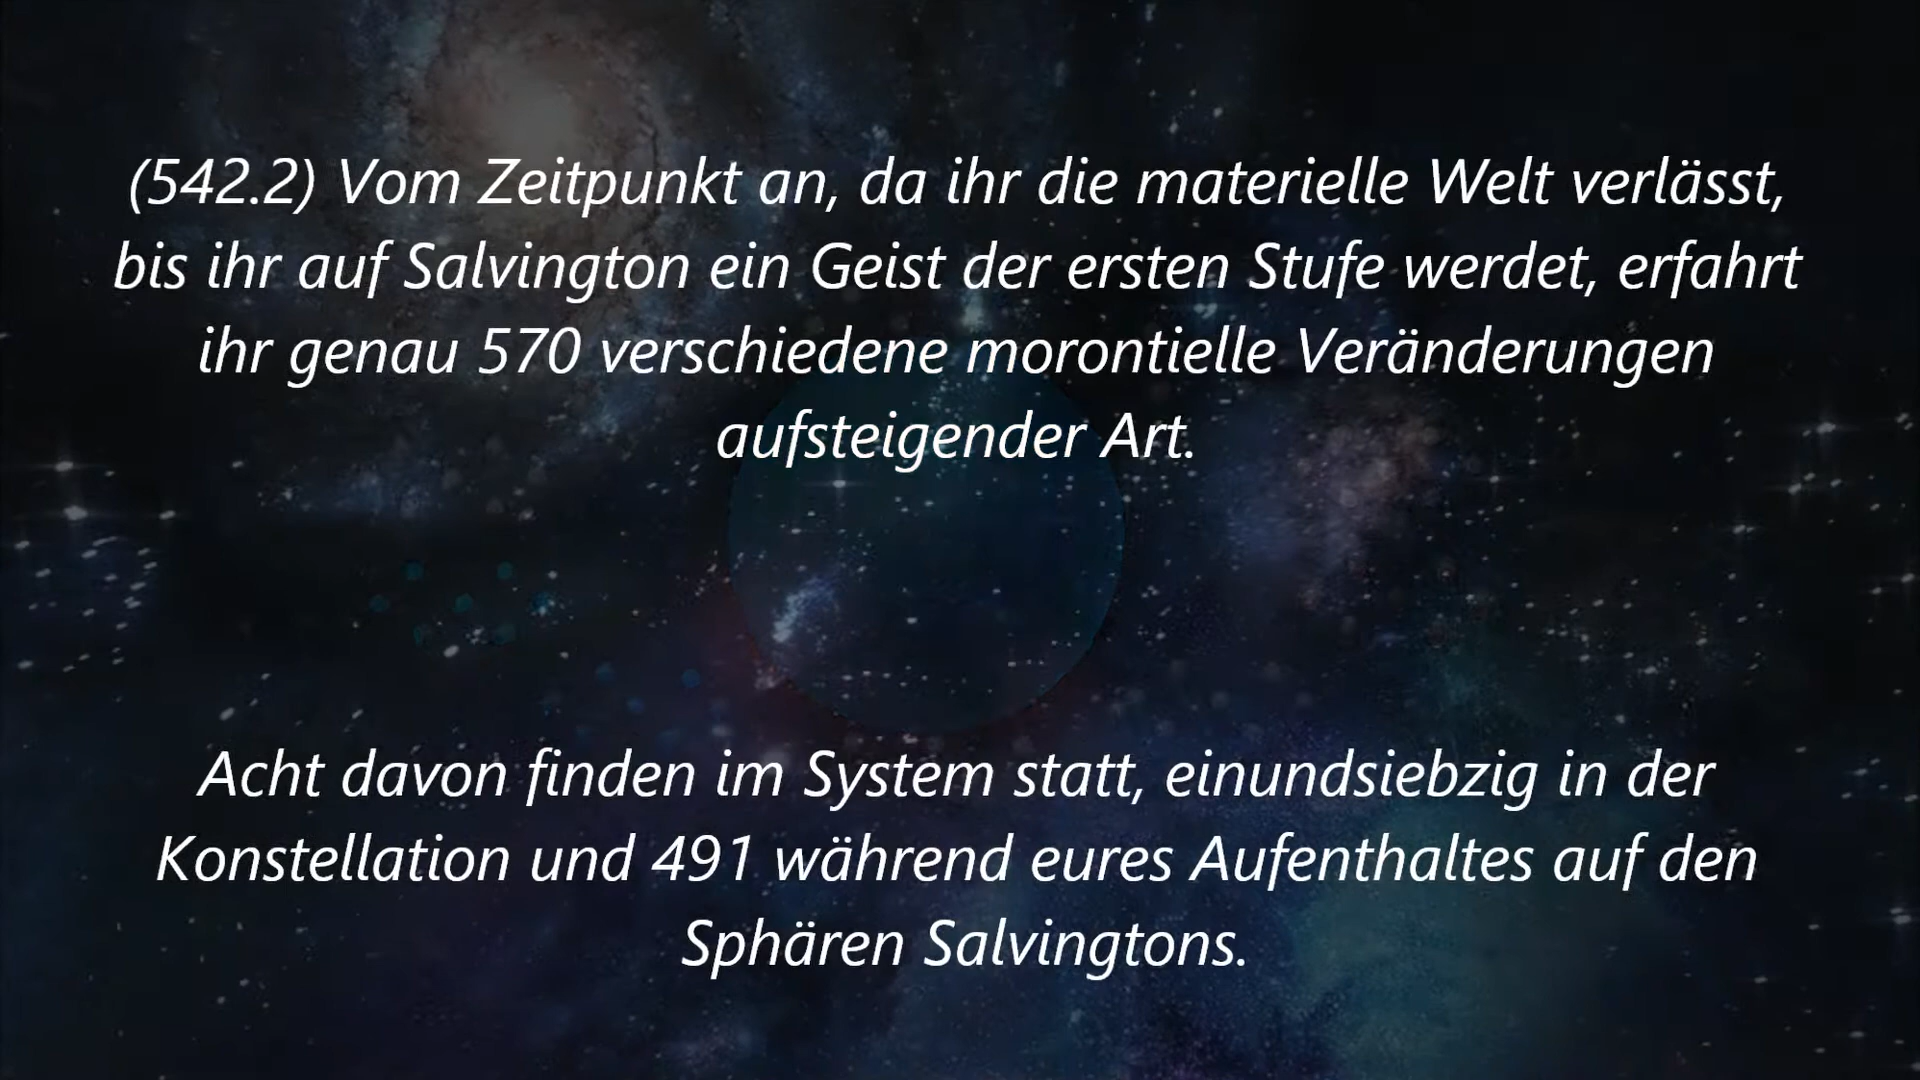 (542.2) Vom Zeitpunkt an, da ihr die materielle Welt verlässt,
bis ihr auf Salvington ein Geist der ersten Stufe werdet, erfahrt
ihr genau 570 verschiedene morontielle Veränderungen
aufsteigender Art.
Acht davon finden im System statt, einundsiebzig in der
Konstellation und 491 während eures Aufenthaltes auf den
Sphären Salvingtons.